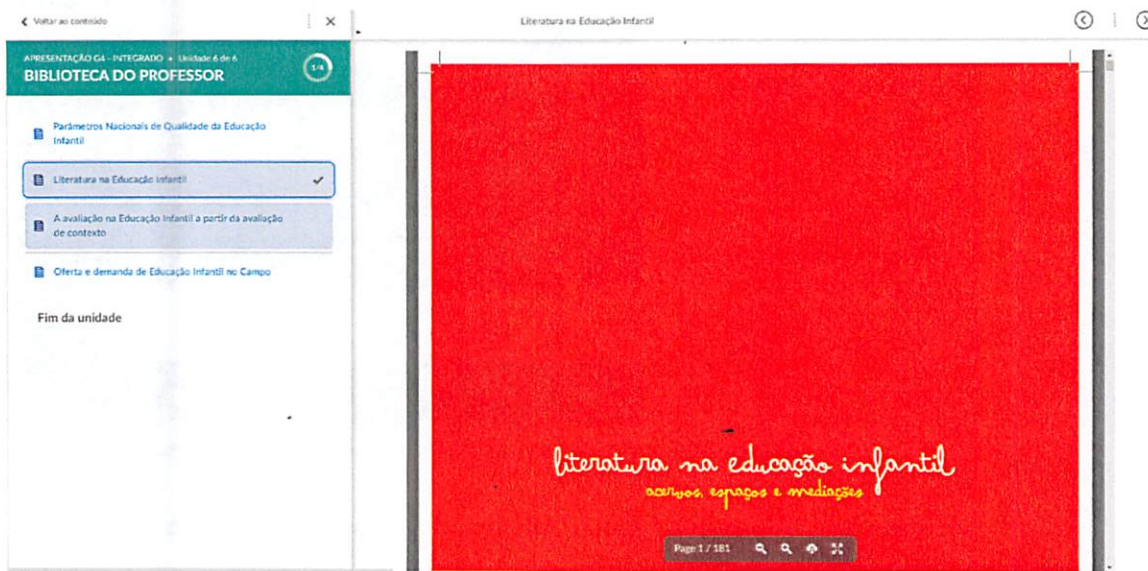 Voltar ao conteúdo
Literatura na Educação Infantil
APRESENTAÇÃO G4 - INTEGRADO • Unidade 6 de 6
BIBLIOTECA DO PROFESSOR
1/4
Parâmetros Nacionais de Qualidade da Educação
Infantil
Literatura na Educação Infantil
A avaliação na Educação Infantil a partir da avaliação
de contexto
Oferta e demanda de Educação Infantil no Campo
Fim da unidade
literatura na educação infantil
acervos, espaços e mediações
Page 1 / 181